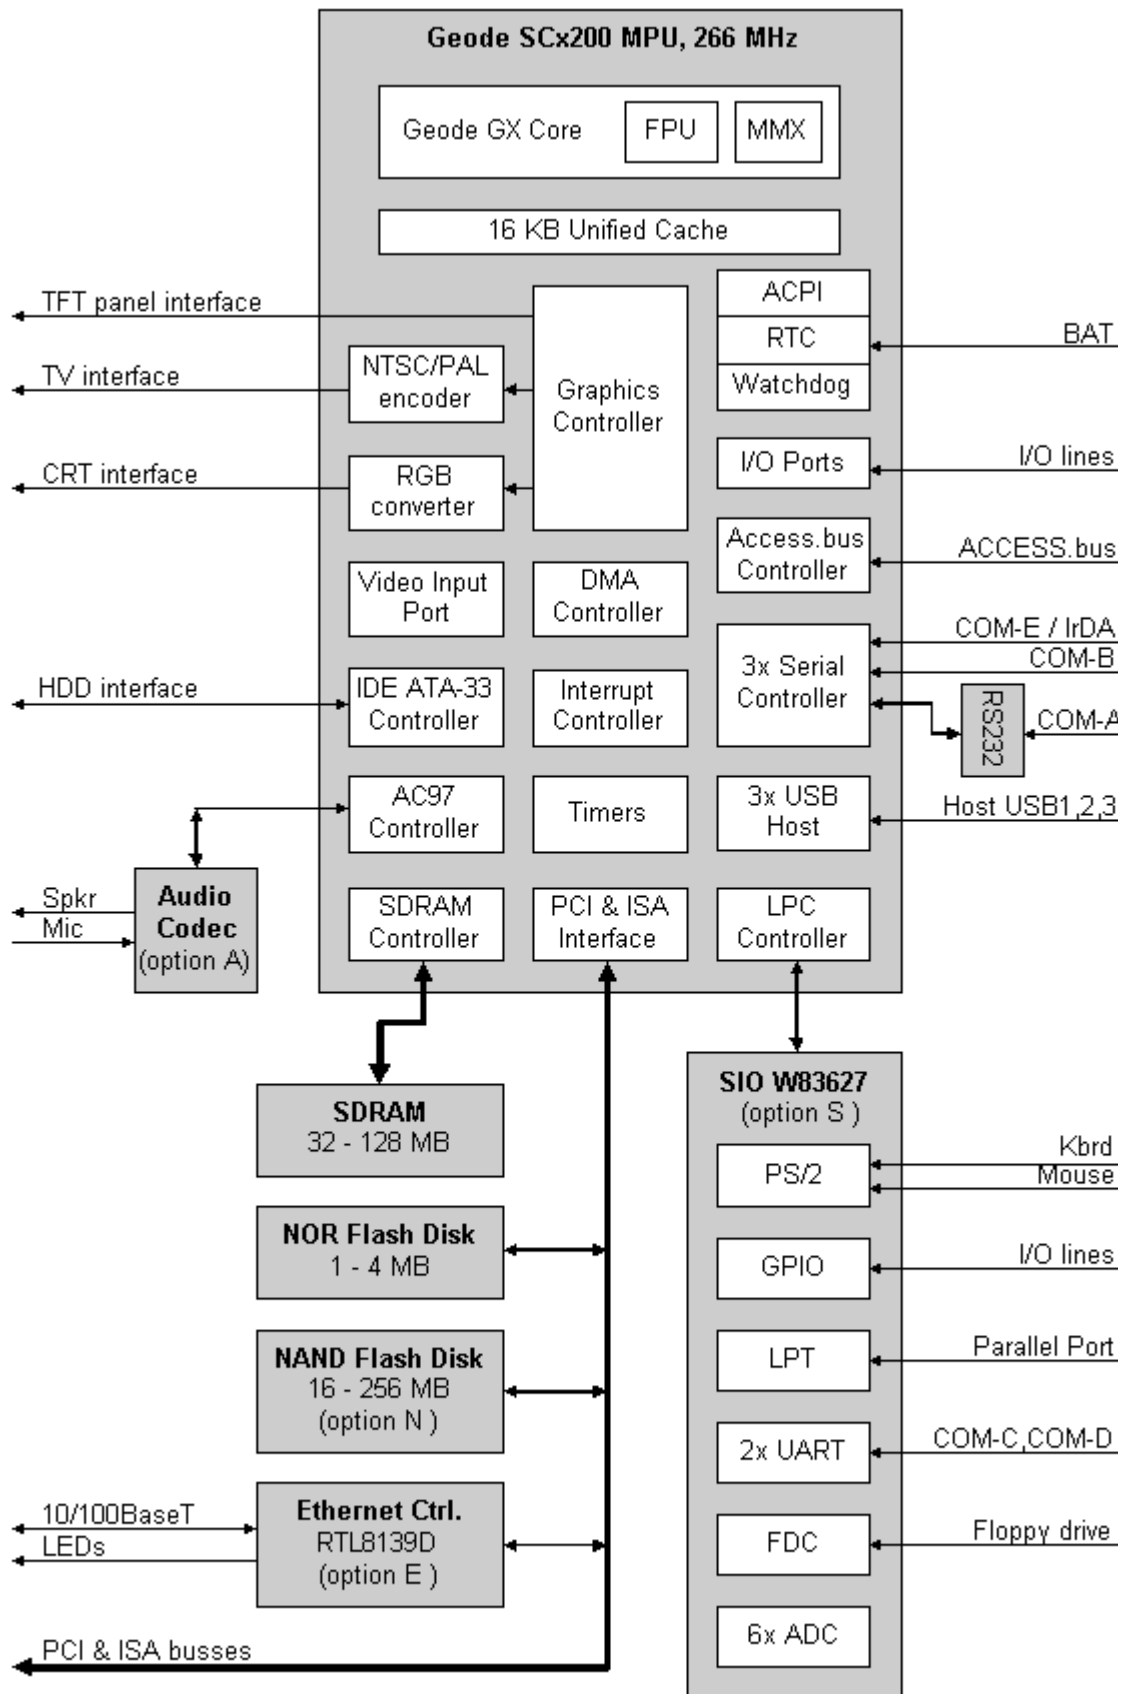 Geode SCx200 MPU, 266 MHz
Geode GX Core
FPU
MMX
16 KB Unified Cache
TFT panel interface
TV interface
CRT interface
HDD interface
NTSC/PAL
encoder
RGB
converter
Graphics
Controller
ACPI
RTC
Watchdog
BAT
I/O Ports
I/O lines
Access.bus
Controller
ACCESS.bus
Video Input
Port
DMA
Controller
IDE ATA-33
Controller
Interrupt
Controller
3x Serial
Controller
COM-E / IrDA
COM-B
RS232
COM-A
AC97
Controller
Timers
3x USB
Host
Host USB1,2,3
Spkr
Mic
Audio
Codec
(option A)
SDRAM
Controller
PCI & ISA
Interface
LPC
Controller
SDRAM
32 - 128 MB
NOR Flash Disk
1 - 4 MB
NAND Flash Disk
16 - 256 MB
(option N )
10/100BaseT
LEDs
Ethernet Ctrl.
RTL8139D
(option E )
PCI & ISA busses
SIO W83627
(option S )
PS/2
Kbrd
Mouse
GPIO
I/O lines
LPT
Parallel Port
2x UART
COM-C,COM-D
FDC
Floppy drive
6x ADC